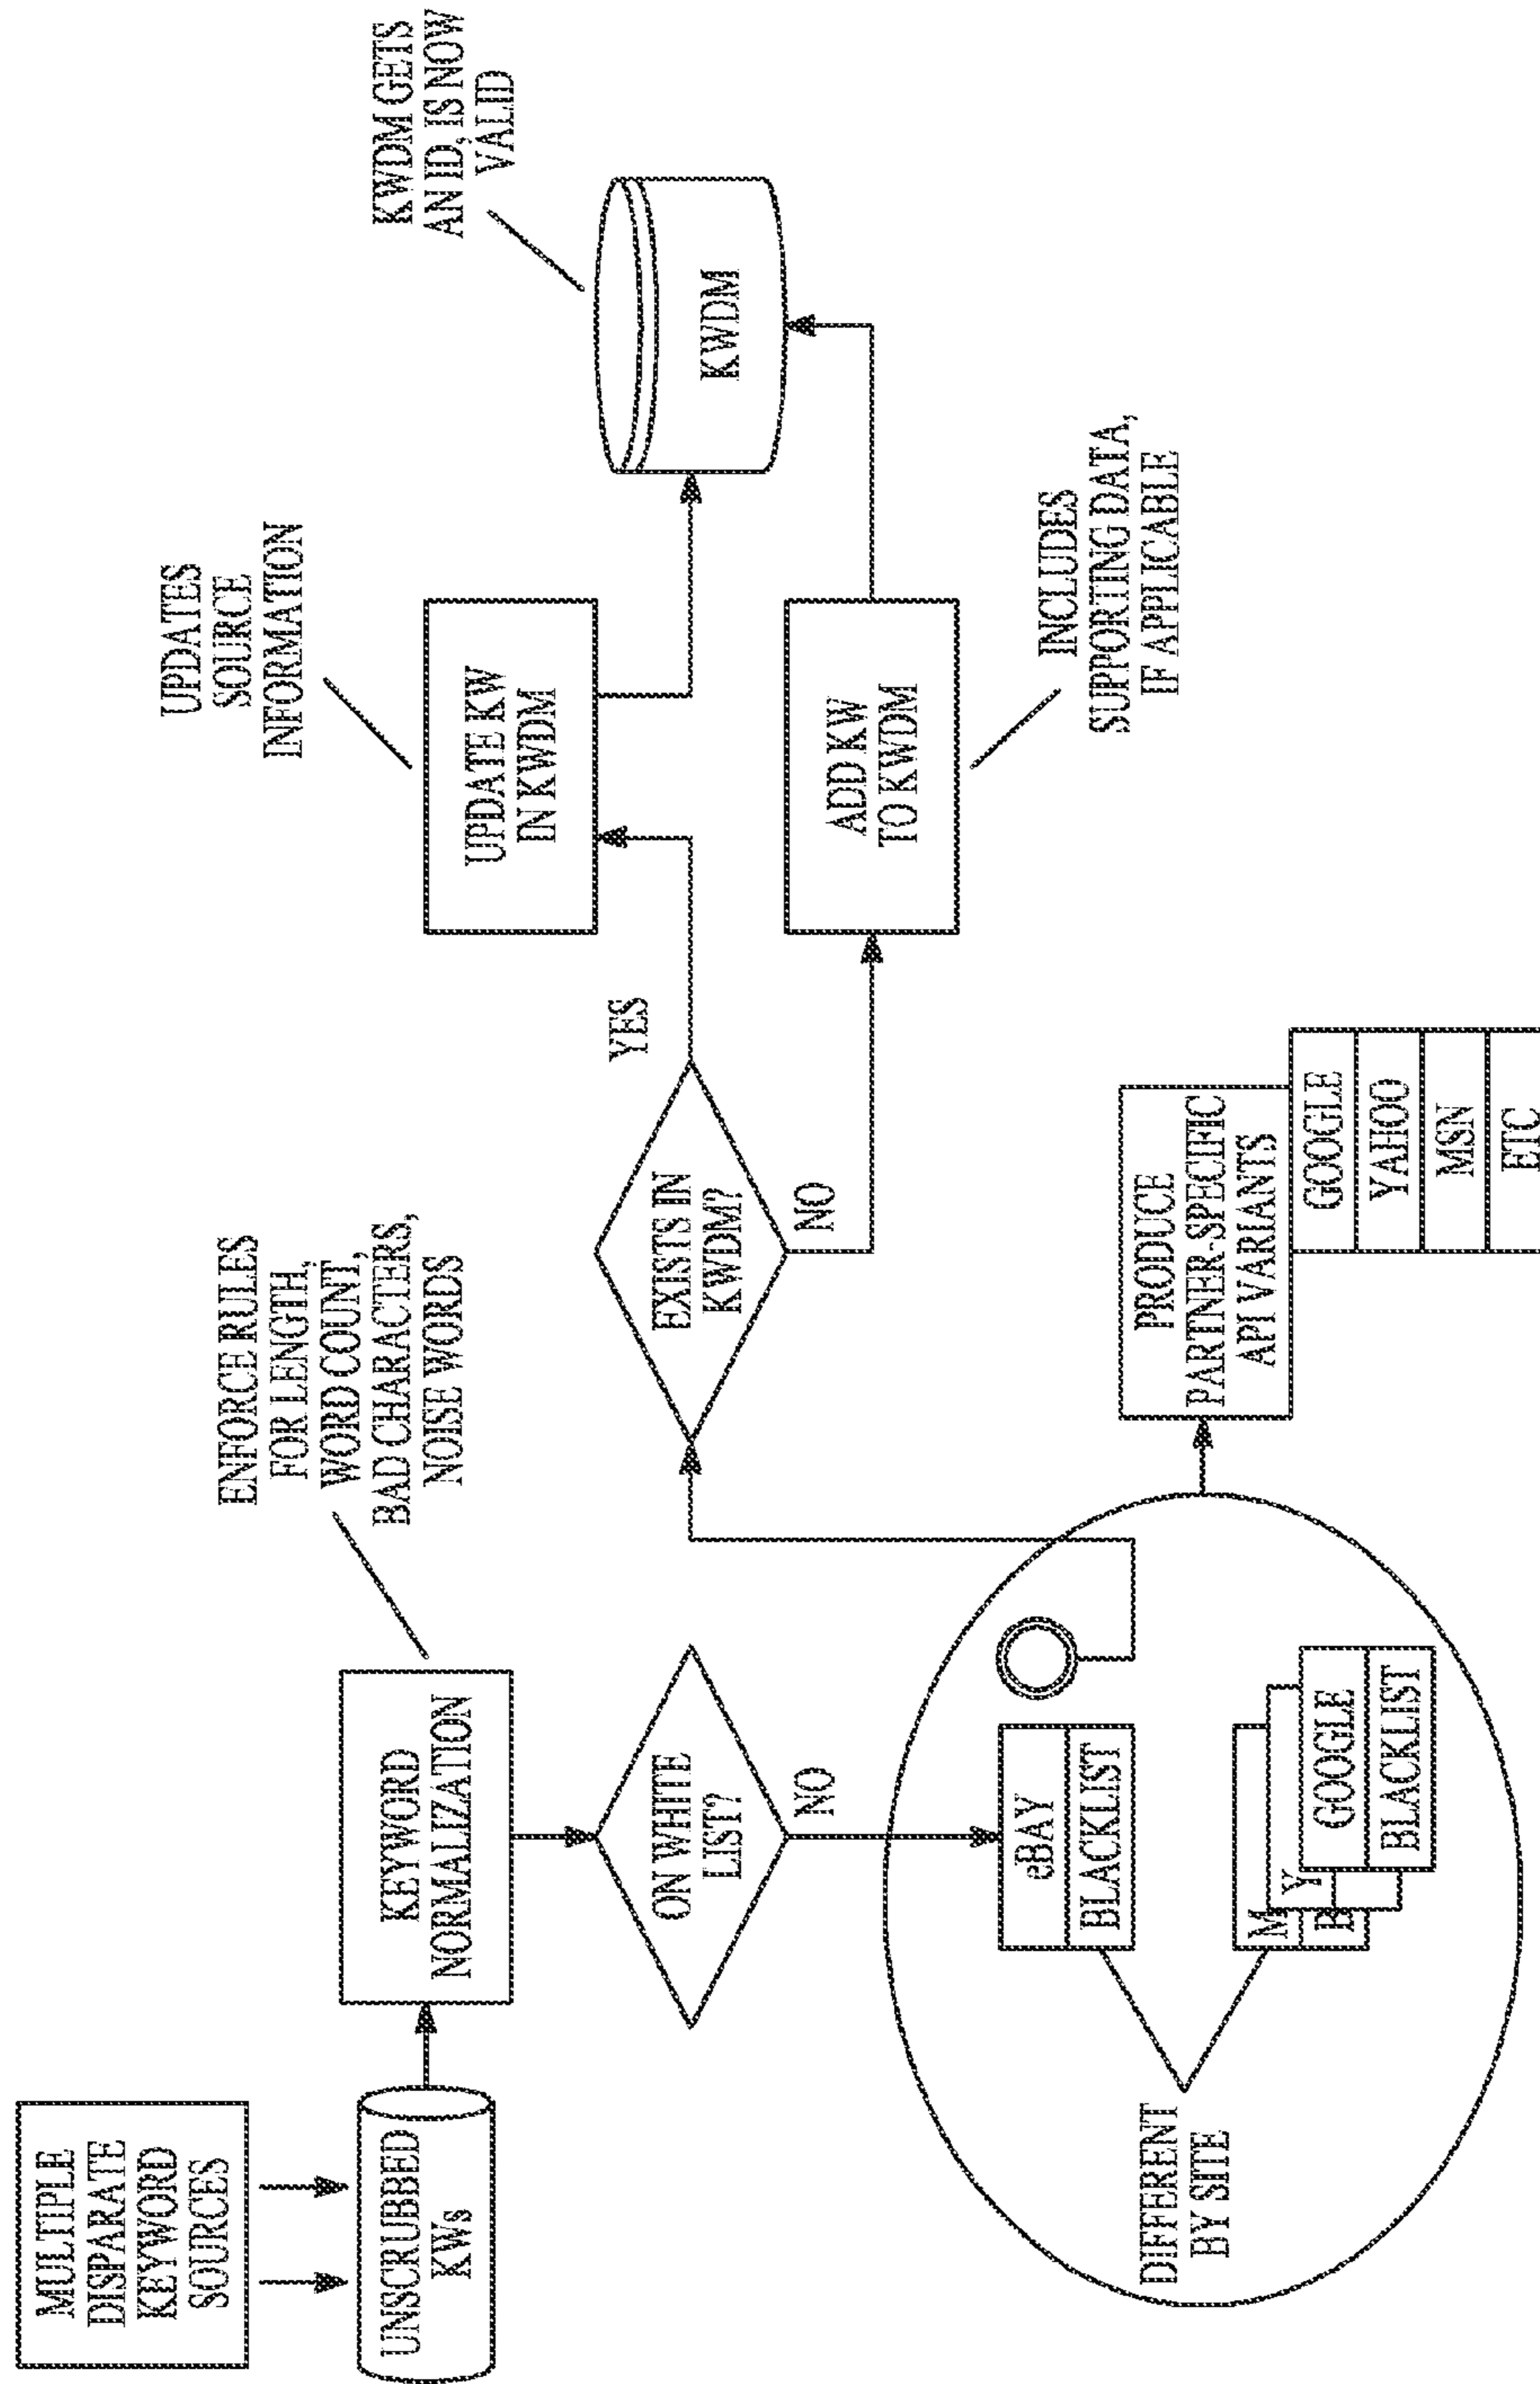 MULTIPLE
DISPARATE
KEYWORD
SOURCES
UNSCRUBBED
KWs
KEYWORD
NORMALIZATION
ENFORCE RULES
FOR LENGTH,
WORD COUNT,
BAD CHARACTERS,
NOISE WORDS
ON WHITE
LIST?
NO
eBAY
BLACKLIST
DIFFERENT
BY SITE
M
B
Y
GOOGLE
BLACKLIST
EXISTS IN
KWDM?
YES
NO
UPDATES
SOURCE
INFORMATION
UPDATE KW
IN KWDM
ADD KW
TO KWDM
INCLUDES
SUPPORTING DATA,
IF APPLICABLE
KWDM GETS
AN ID, IS NOW
VALID
KWDM
PRODUCE
PARTNER-SPECIFIC
API VARIANTS
GOOGLE
YAHOO
MSN
ETC